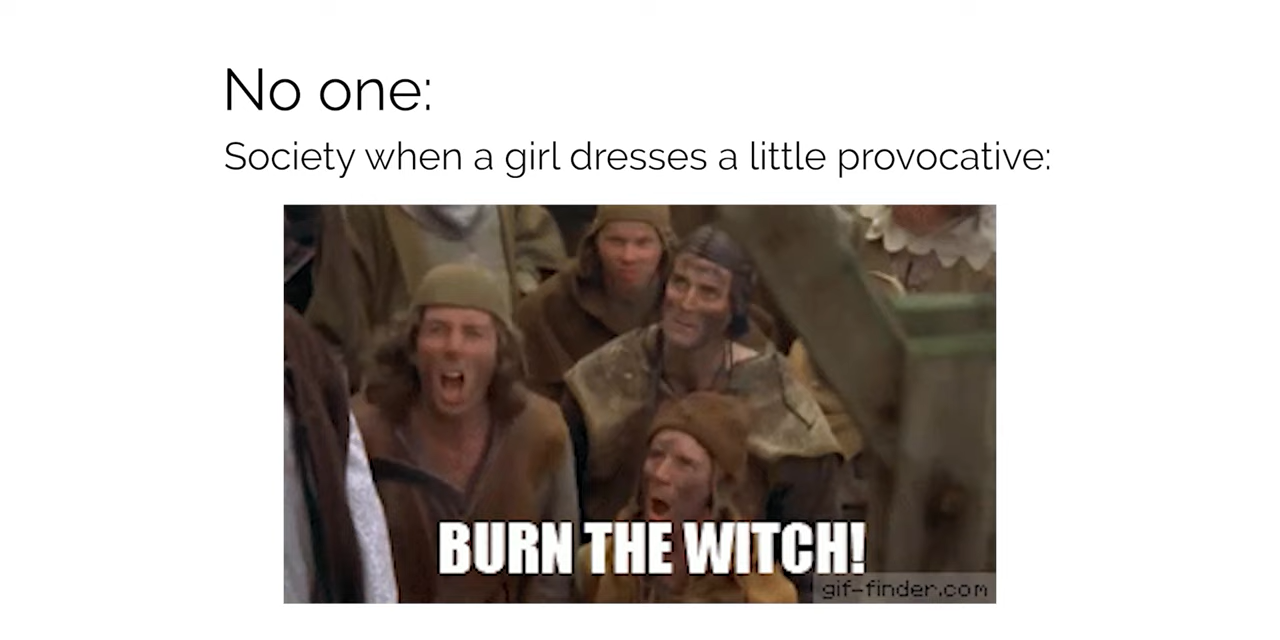 No one:
Society when a girl dresses a little provocative:
BURN THE WITCH!
gif-finder.com